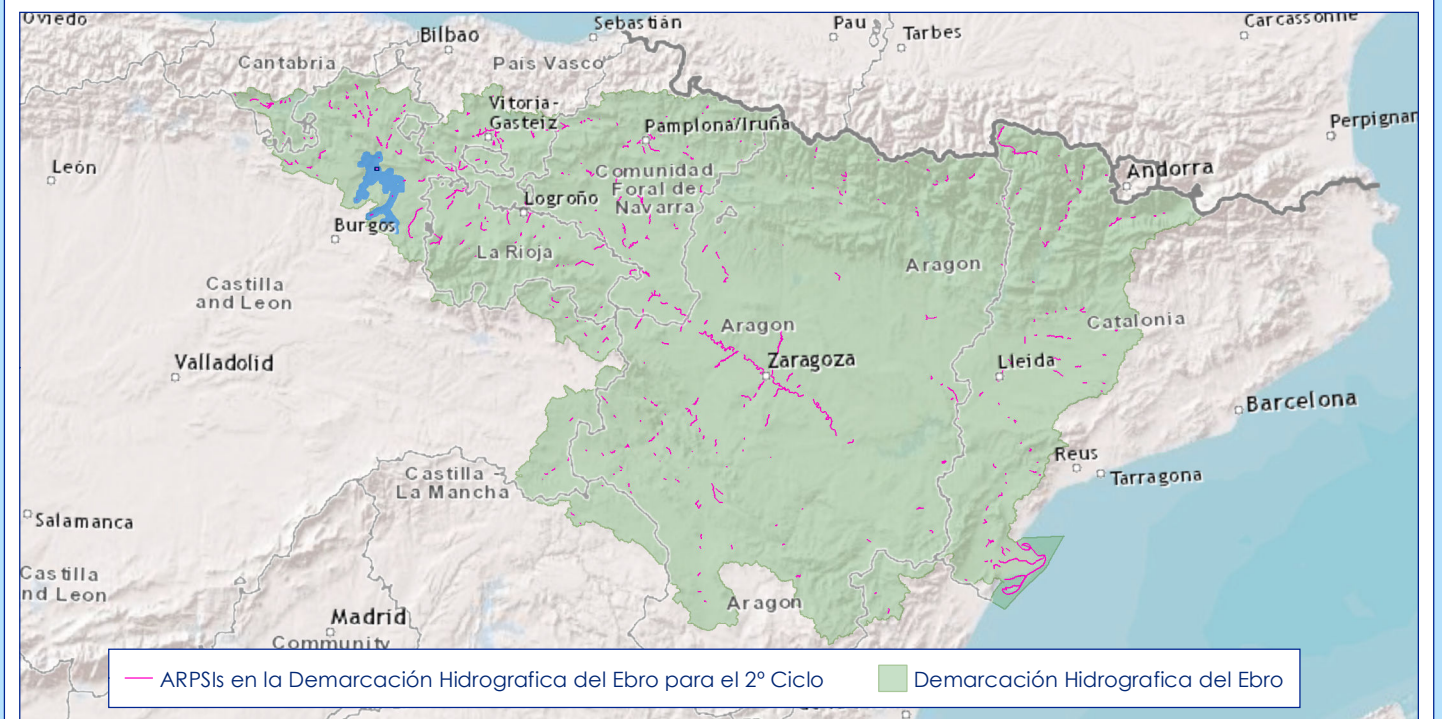 Oviedo
Sebastián
Pau
Carcassonne
Bilbao
Tarbes
Cantabria
País Vasco
Vitoria-
Gasteiz
Pamplona/Iruña
Perpignan
León
Comunidad
Foral de
Navarra
Andorra
Logroño
Burgos
La Rioja
Aragon
Castilla
and Leon
Aragon
Catalonia
Valladolid
Zaragoza
Lleida
Barcelona
Reus
Castilla -
La Mancha
Tarragona
Salamanca
Castilla
nd Leon
Aragon
Madrid
Community
ARPSIs en la Demarcación Hidrografica del Ebro para el 2º Ciclo
Demarcación Hidrografica del Ebro